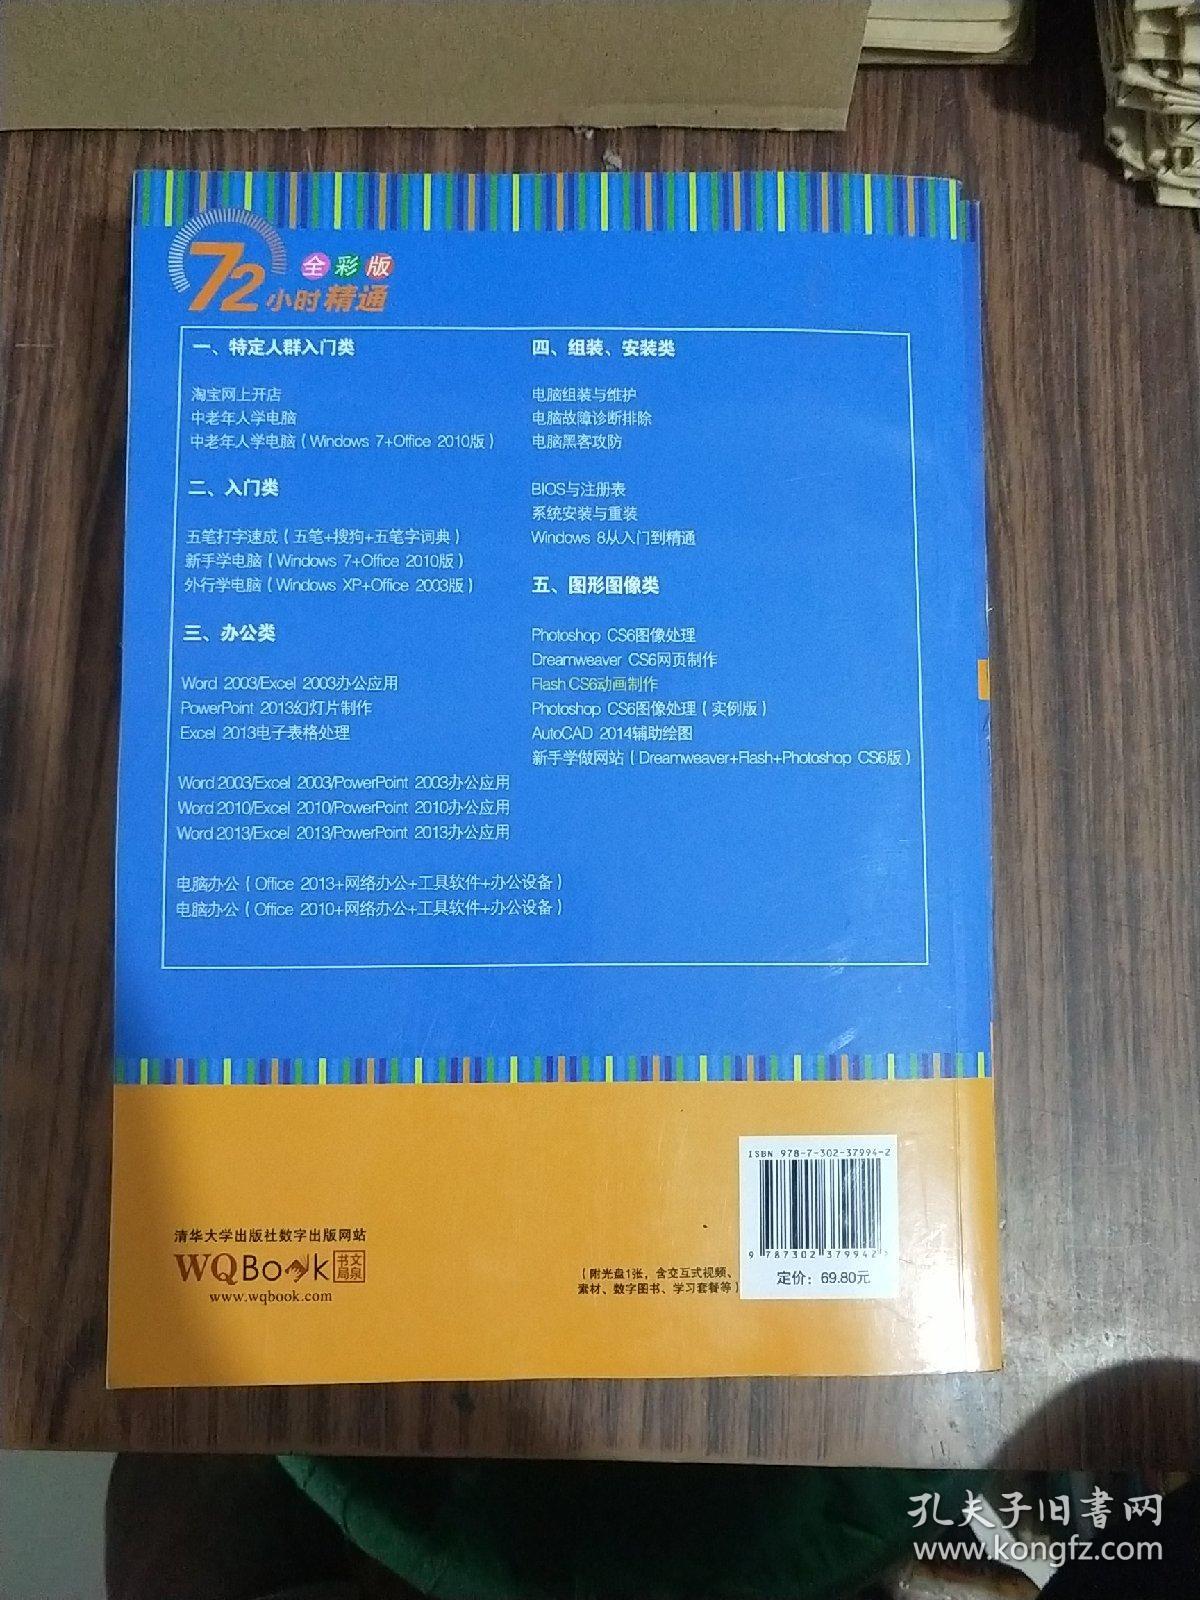 72小时精通
全彩版
一、特定人群入门类
淘宝网上开店
中老年人学电脑
中老年人学电脑（Windows 7+Office 2010版）
二、入门类
五笔打字速成（五笔+搜狗+五笔字词典）
新手学电脑（Windows 7+Office 2010版）
外行学电脑（Windows XP+Office 2003版）
三、办公类
Word 2003/Excel 2003办公应用
PowerPoint 2013幻灯片制作
Excel 2013电子表格处理
Word 2003/Excel 2003/PowerPoint 2003办公应用
Word 2010/Excel 2010/PowerPoint 2010办公应用
Word 2013/Excel 2013/PowerPoint 2013办公应用
电脑办公（Office 2013+网络办公+工具软件+办公设备）
电脑办公（Office 2010+网络办公+工具软件+办公设备）
四、组装、安装类
电脑组装与维护
电脑故障诊断排除
电脑黑客攻防
BIOS与注册表
系统安装与重装
Windows 8从入门到精通
五、图形图像类
Photoshop CS6图像处理
Dreamweaver CS6网页制作
Flash CS6动画制作
Photoshop CS6图像处理（实例版）
AutoCAD 2014辅助绘图
新手学做网站（Dreamweaver+Flash+Photoshop CS6版）
清华大学出版社数字出版网站
WQBook 书文局泉
www.wqbook.com
（附光盘1张，含交互式视频、
素材、数字图书、学习套餐等）
ISBN 978-7-302-37994-2
9 787302 379942 >
定价：69.80元
孔夫子旧書网
www.kongfz.com